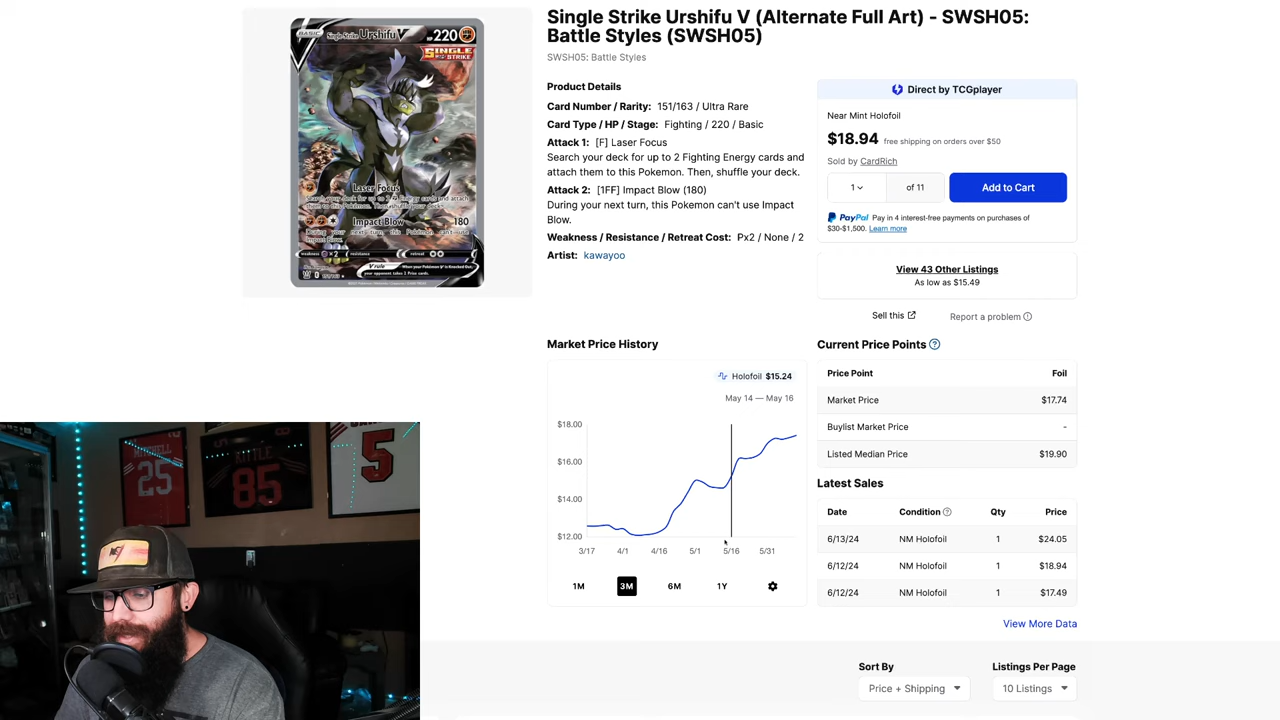 Single Strike Urshifu V (Alternate Full Art) - SWSH05:
Battle Styles (SWSH05)
SWSH05: Battle Styles
BASIC
Single Strike Urshifu V
HP 220
SINGLE
STRIKE
Laser Focus
Impact Blow 180
weakness ×2 resistance retreat
V rule
Product Details
Card Number / Rarity: 151/163 / Ultra Rare
Card Type / HP / Stage: Fighting / 220 / Basic
Attack 1: [F] Laser Focus
Search your deck for up to 2 Fighting Energy cards and
attach them to this Pokemon. Then, shuffle your deck.
Attack 2: [1FF] Impact Blow (180)
During your next turn, this Pokemon can't use Impact
Blow.
Weakness / Resistance / Retreat Cost: Px2 / None / 2
Artist: kawayoo
Direct by TCGplayer
Near Mint Holofoil
$18.94 free shipping on orders over $50
Sold by CardRich
1 of 11 Add to Cart
PayPal Pay in 4 interest-free payments on purchases of
$30-$1,500. Learn more
View 43 Other Listings
As low as $15.49
Sell this Report a problem
Market Price History
Holofoil $15.24
May 14 — May 16
$18.00
$16.00
$14.00
$12.00
3/17 4/1 4/16 5/1 5/16 5/31
1M 3M 6M 1Y
Current Price Points
Price Point Foil
Market Price $17.74
Buylist Market Price -
Listed Median Price $19.90
Latest Sales
Date Condition Qty Price
6/13/24 NM Holofoil 1 $24.05
6/12/24 NM Holofoil 1 $18.94
6/12/24 NM Holofoil 1 $17.49
View More Data
Sort By Listings Per Page
Price + Shipping 10 Listings
25
85
5